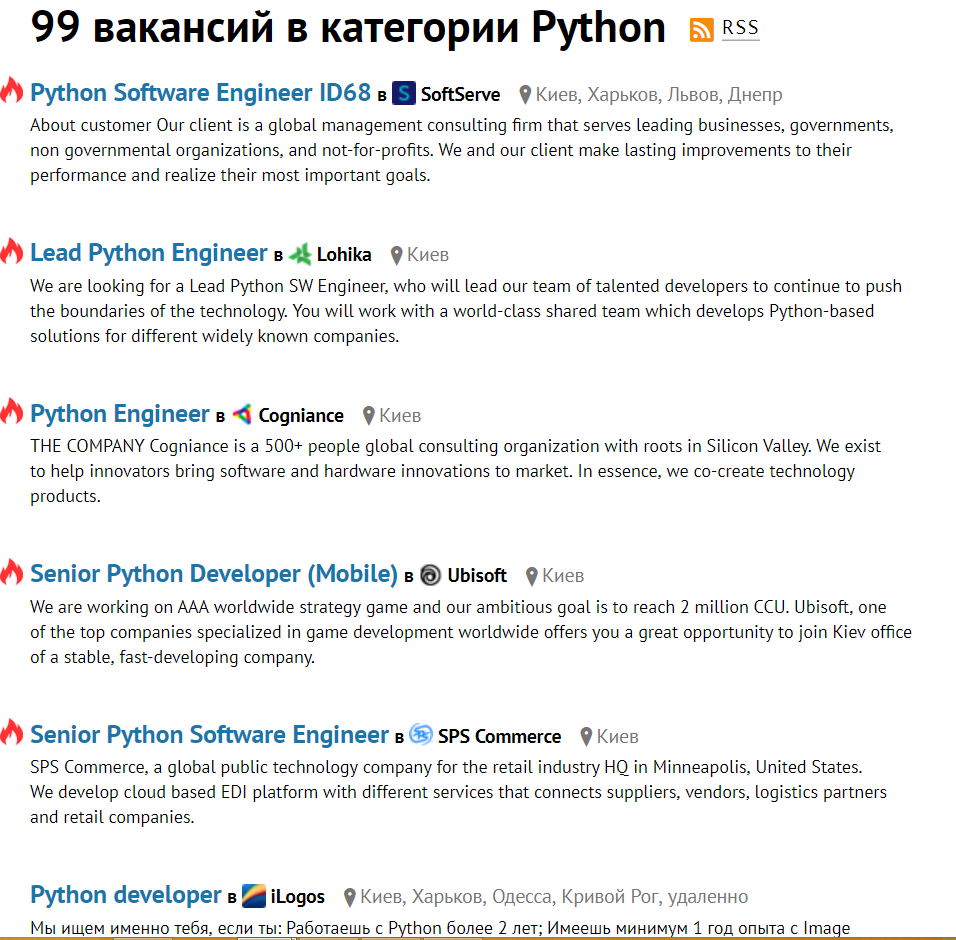 99 вакансий в категории Python RSS
Python Software Engineer ID68 в S SoftServe Киев, Харьков, Львов, Днепр
About customer Our client is a global management consulting firm that serves leading businesses, governments,
non governmental organizations, and not-for-profits. We and our client make lasting improvements to their
performance and realize their most important goals.
Lead Python Engineer в Lohika Киев
We are looking for a Lead Python SW Engineer, who will lead our team of talented developers to continue to push
the boundaries of the technology. You will work with a world-class shared team which develops Python-based
solutions for different widely known companies.
Python Engineer в Cogniance Киев
THE COMPANY Cogniance is a 500+ people global consulting organization with roots in Silicon Valley. We exist
to help innovators bring software and hardware innovations to market. In essence, we co-create technology
products.
Senior Python Developer (Mobile) в Ubisoft Киев
We are working on AAA worldwide strategy game and our ambitious goal is to reach 2 million CCU. Ubisoft, one
of the top companies specialized in game development worldwide offers you a great opportunity to join Kiev office
of a stable, fast-developing company.
Senior Python Software Engineer в SPS Commerce Киев
SPS Commerce, a global public technology company for the retail industry HQ in Minneapolis, United States.
We develop cloud based EDI platform with different services that connects suppliers, vendors, logistics partners
and retail companies.
Python developer в iLogos Киев, Харьков, Одесса, Кривой Рог, удаленно
Мы ищем именно тебя, если ты: Работаешь с Python более 2 лет; Имеешь минимум 1 год опыта с Image